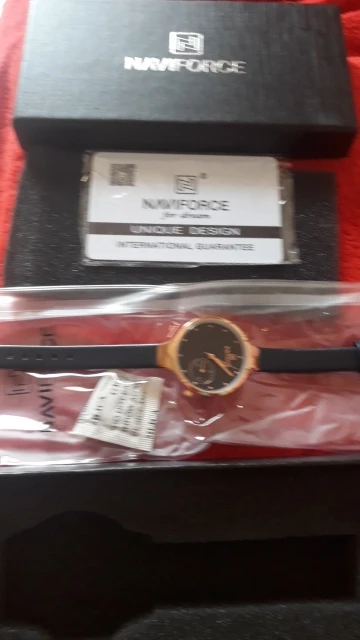 NAVIFORCE
NAVIFORCE
for dream
UNIQUE DESIGN
INTERNATIONAL GUARANTEE
NAVIFORCE